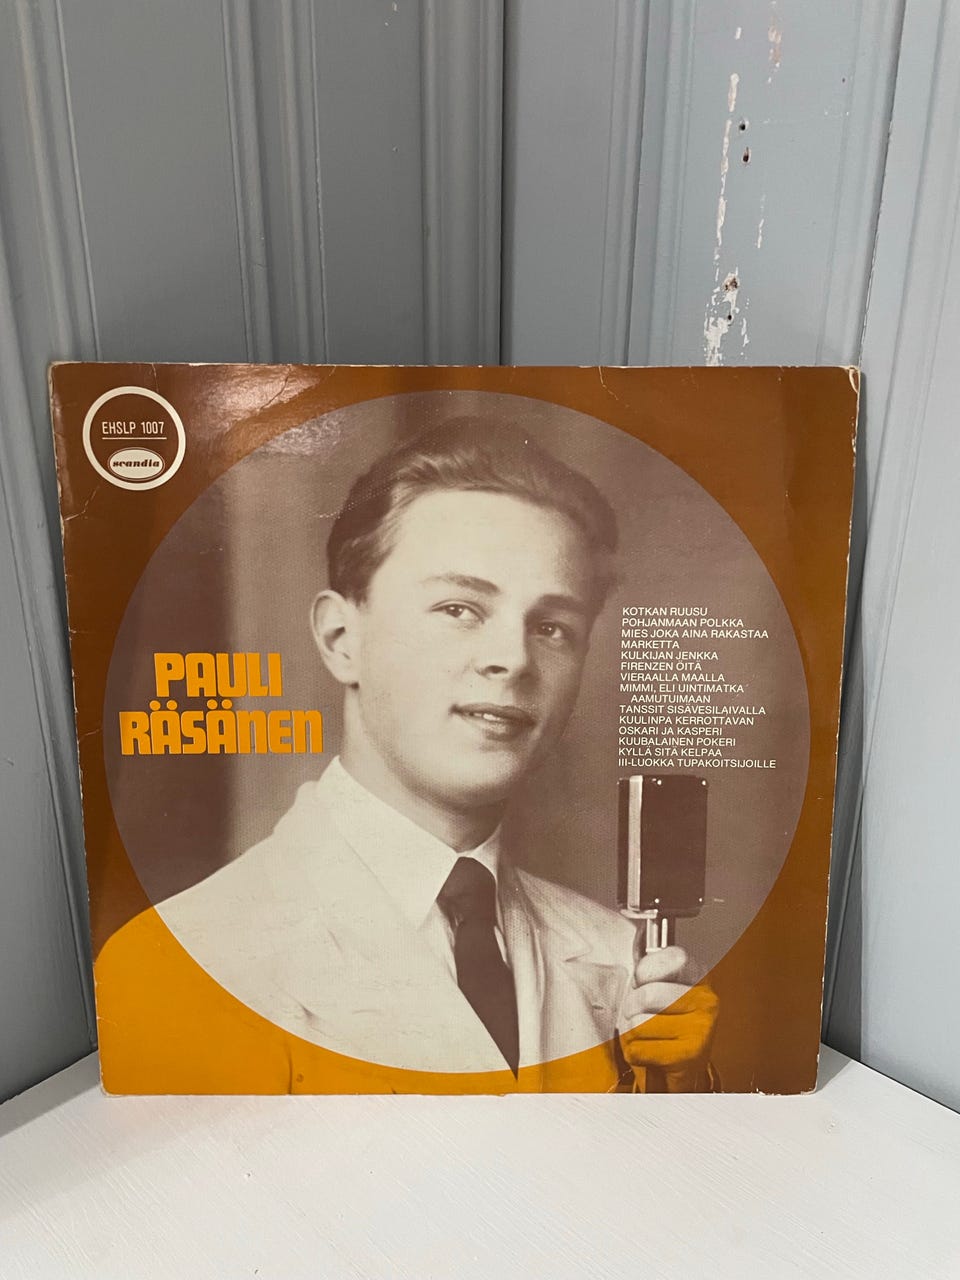 EHSLP 1007
scandia
PAULI
RÄSÄNEN
KOTKAN RUUSU
POHJANMAAN POLKKA
MIES JOKA AINA RAKASTAA
MARKETTA
KULKIJAN JENKKA
FIRENZEN ÖITÄ
VIERAALLA MAALLA
MIMMI, ELI UINTIMATKA
AAMUTUIMAAN
TANSSIT SISÄVESILAIVALLA
KUULINPA KERROTTAVAN
OSKARI JA KASPERI
KUUBALAINEN POKERI
KYLLÄ SITÄ KELPAA
III-LUOKKA TUPAKOITSIJOILLE